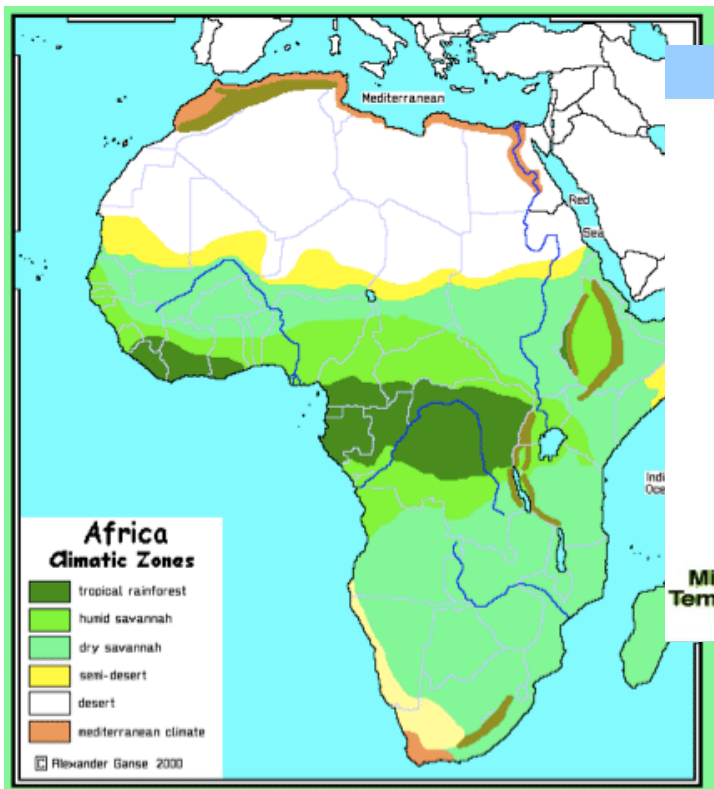 Mediterranean
Red
Sea
Indi
Oce
Mi
Tem
Africa
Climatic Zones
tropical rainforest
humid savannah
dry savannah
semi-desert
desert
mediterranean climate
C Alexander Ganse 2000